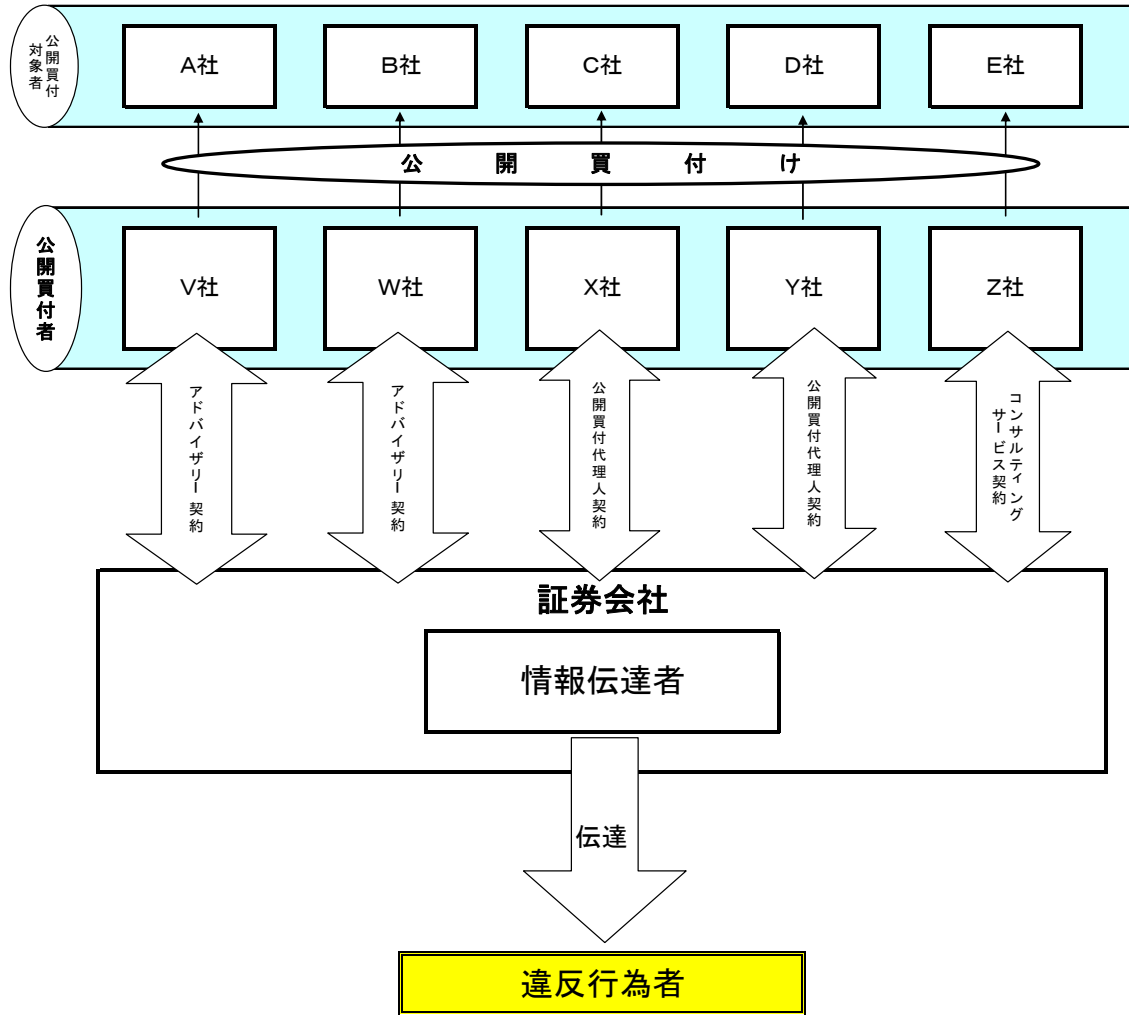 公開買付
対象者
A社
B社
C社
D社
E社
公開買付け
公開買付者
V社
W社
X社
Y社
Z社
アドバイザリー契約
アドバイザリー契約
公開買付代理人契約
公開買付代理人契約
コンサルティング
サービス契約
証券会社
情報伝達者
伝達
違反行為者